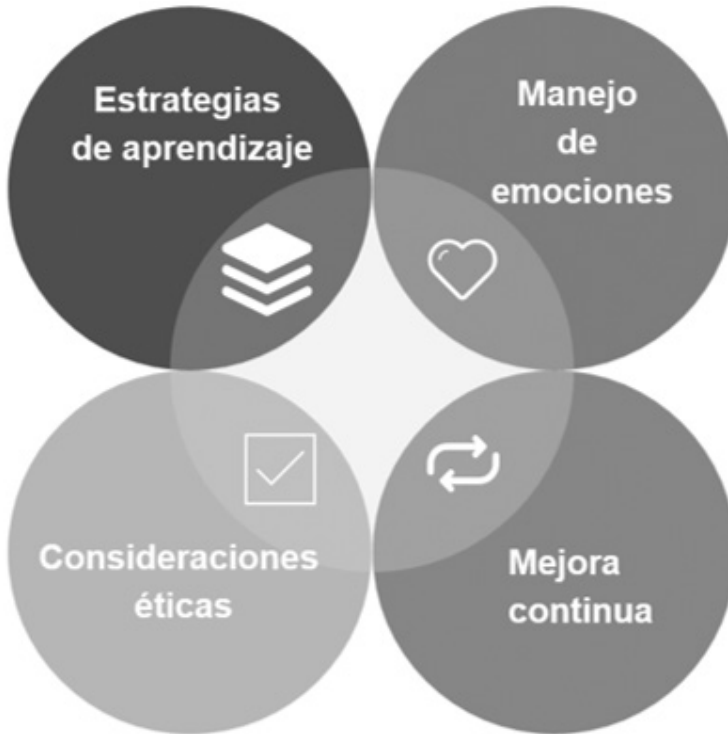 Estrategias
de aprendizaje
Manejo
de
emociones
Consideraciones
éticas
Mejora
continua